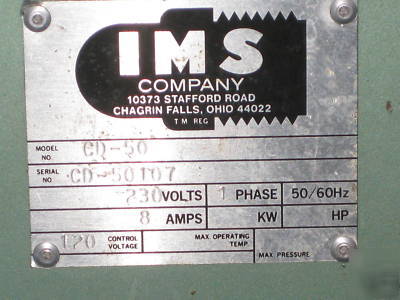 IMS
COMPANY
10373 STAFFORD ROAD
CHAGRIN FALLS, OHIO 44022
TM REG
MODEL NO. CD-50
SERIAL NO. CD-50107
230 VOLTS 1 PHASE 50/60Hz
8 AMPS KW HP
120 CONTROL VOLTAGE MAX. OPERATING TEMP. MAX. PRESSURE